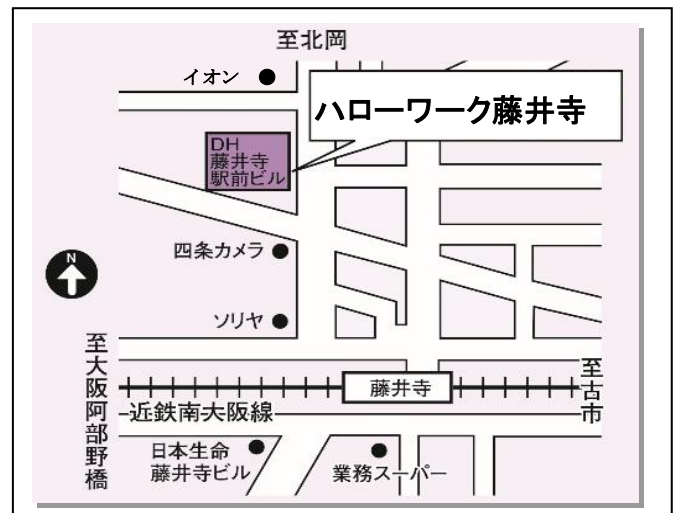 至北岡
イオン
ハローワーク藤井寺
DH
藤井寺
駅前ビル
四条カメラ
N
ソリヤ
至大阪阿部野橋
藤井寺
至古市
近鉄南大阪線
日本生命
藤井寺ビル
業務スーパー